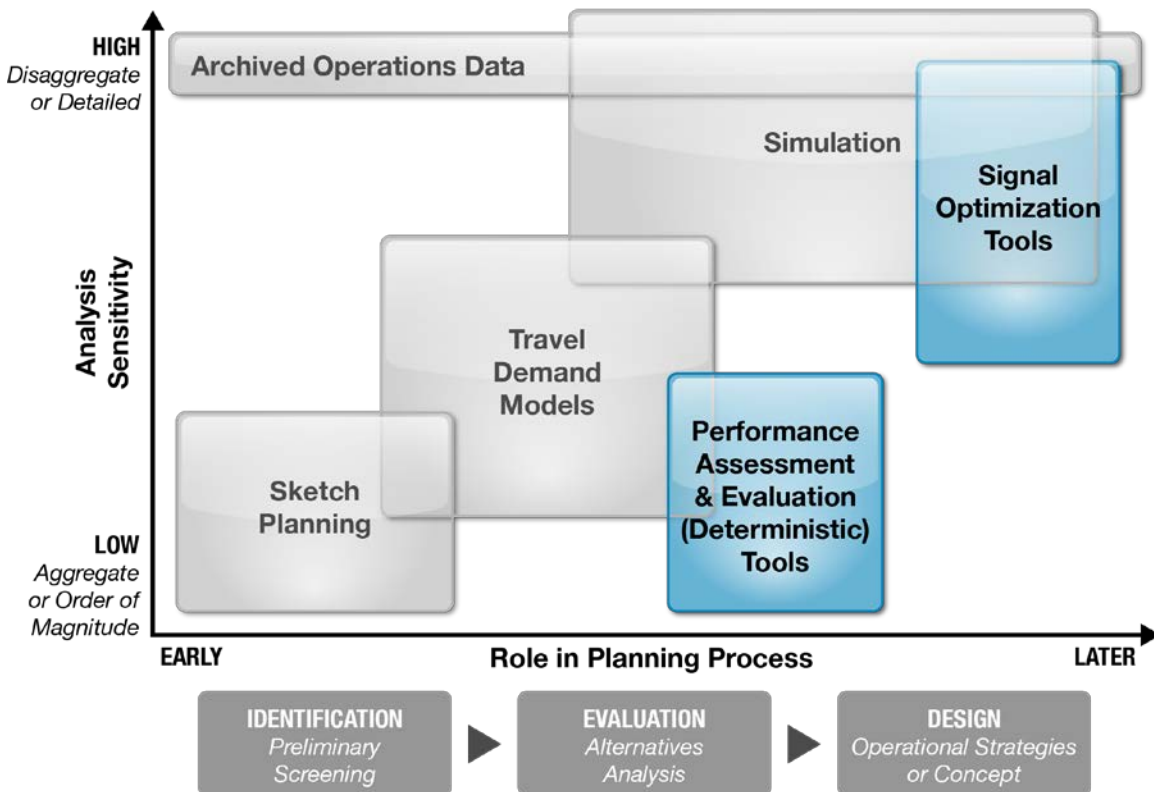 HIGH
Disaggregate
or Detailed
Archived Operations Data
Simulation
Signal
Optimization
Tools
Analysis
Sensitivity
Travel
Demand
Models
Performance
Assessment
& Evaluation
(Deterministic)
Tools
Sketch
Planning
LOW
Aggregate
or Order of
Magnitude
EARLY
Role in Planning Process
LATER
IDENTIFICATION
Preliminary
Screening
EVALUATION
Alternatives
Analysis
DESIGN
Operational Strategies
or Concept